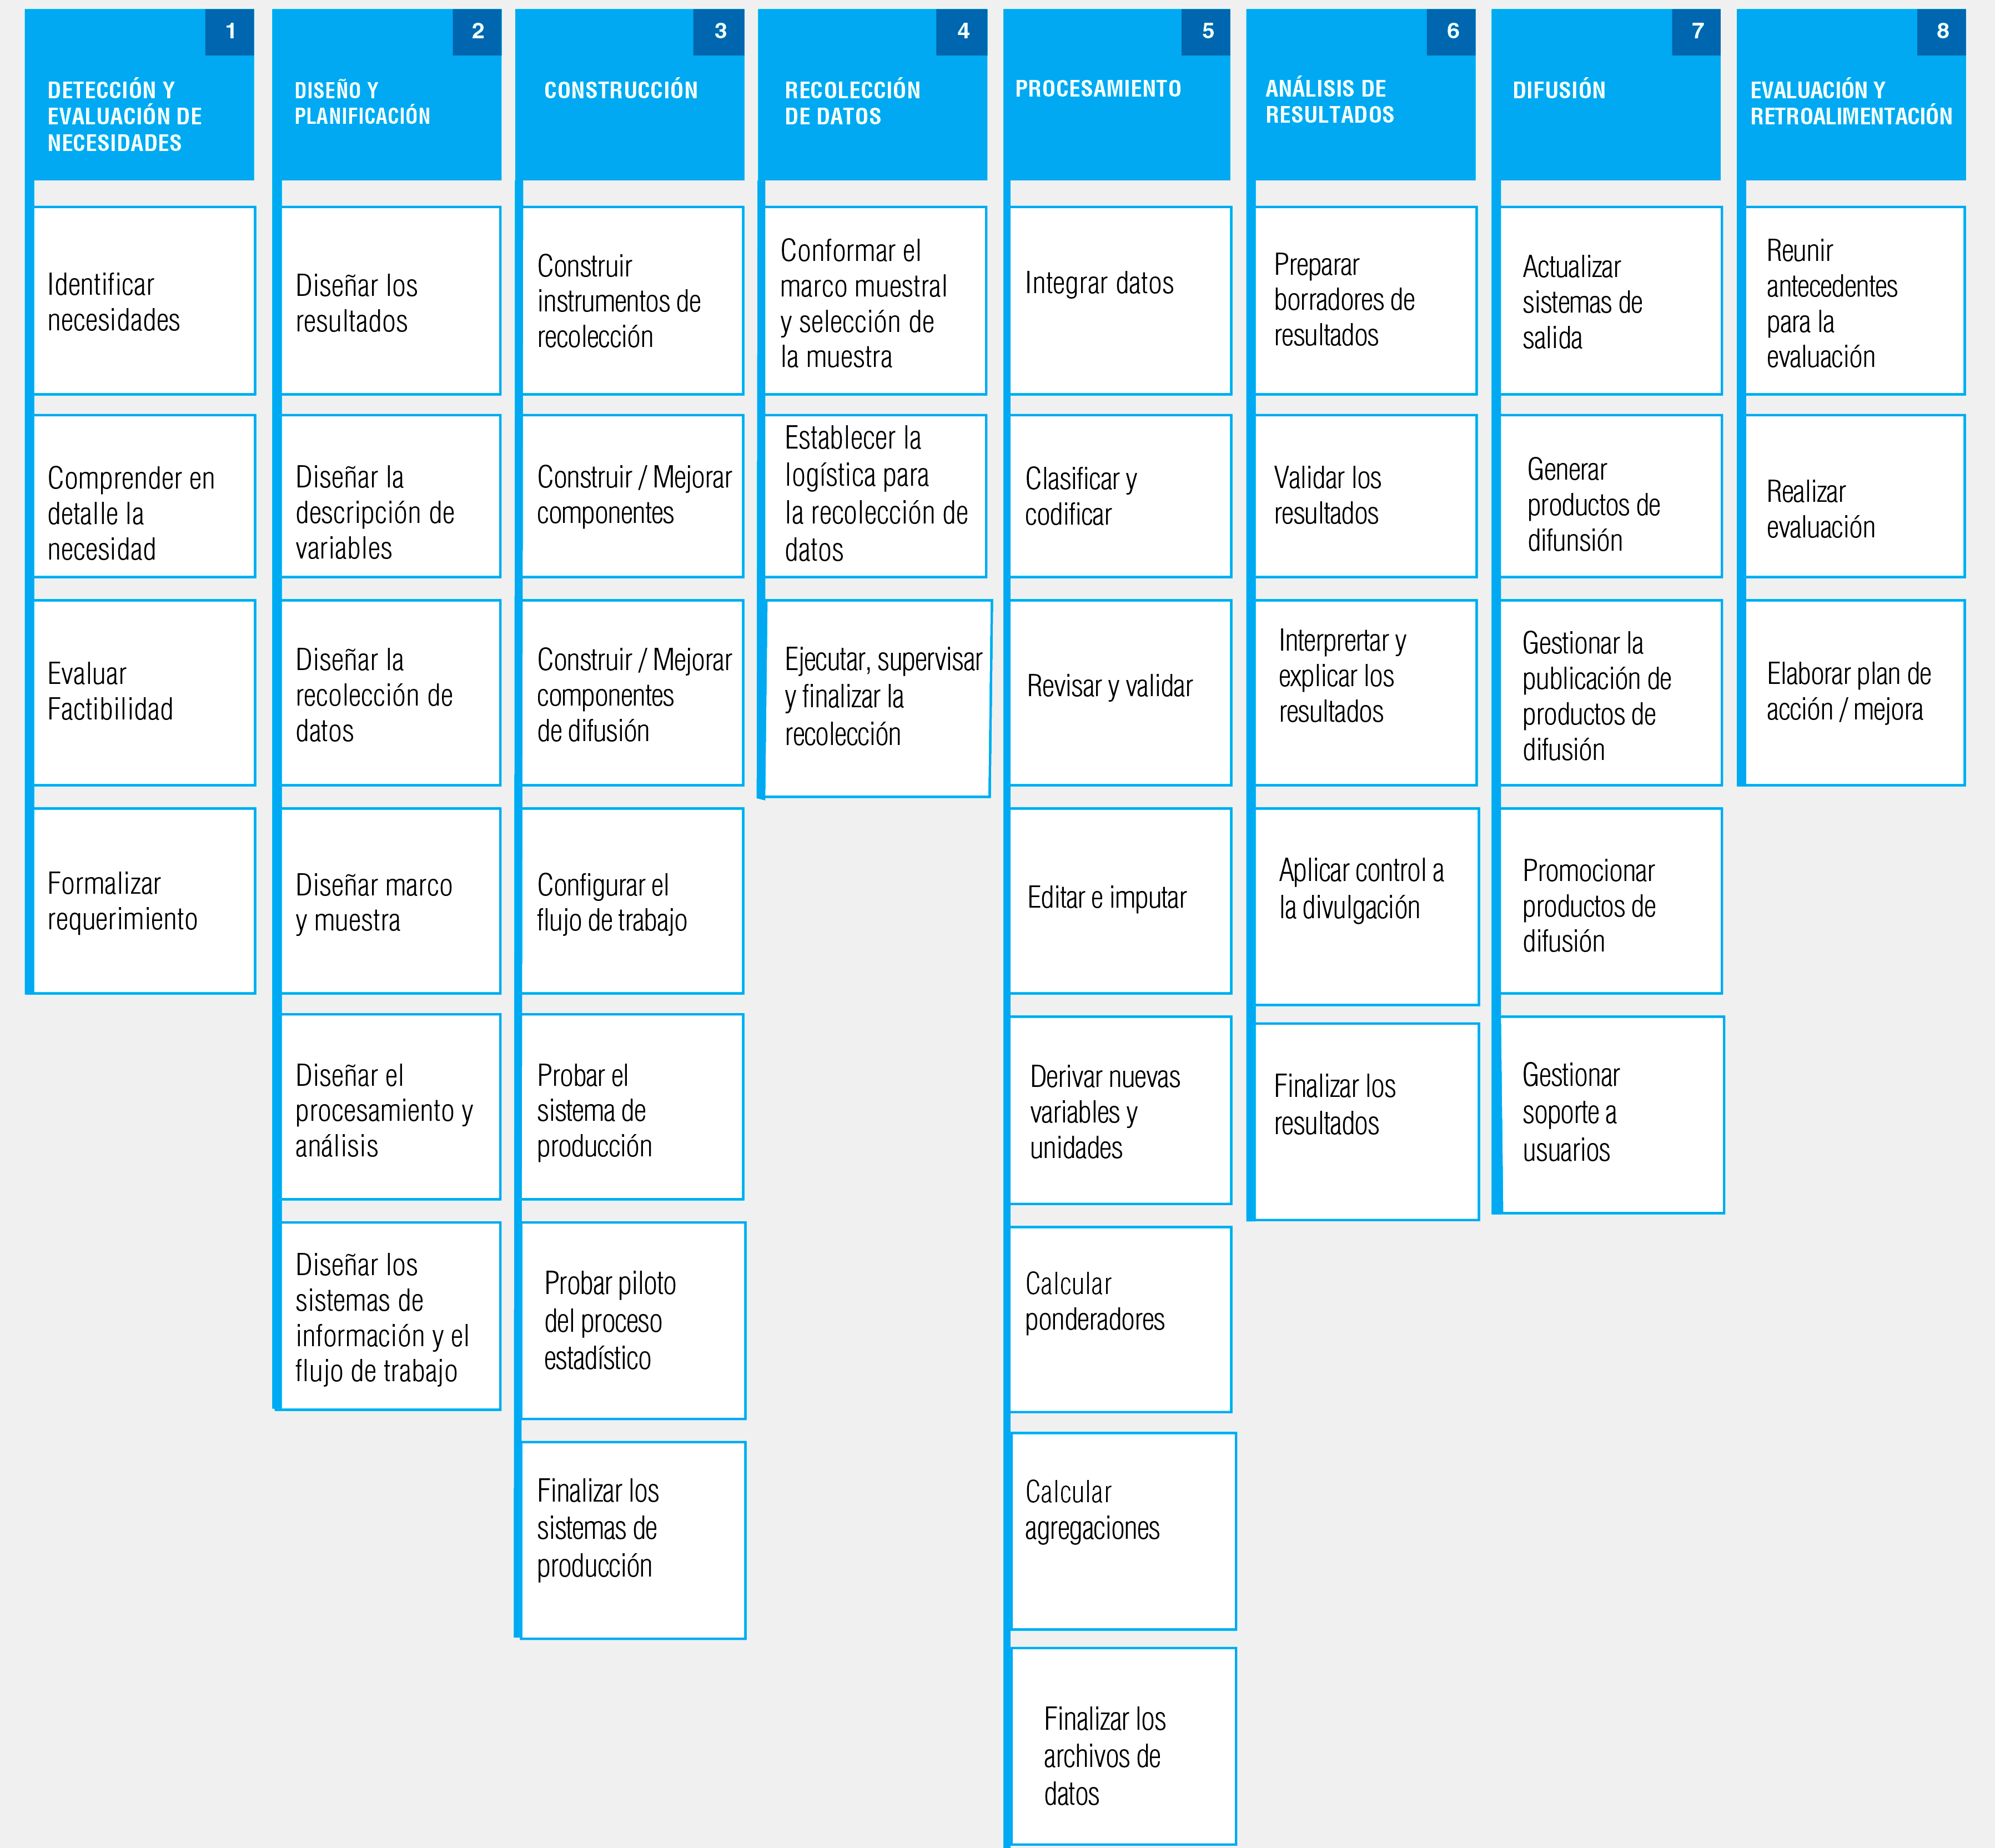 1
DETECCIÓN Y
EVALUACIÓN DE
NECESIDADES
Identificar
necesidades
Comprender en
detalle la
necesidad
Evaluar
Factibilidad
Formalizar
requerimiento
2
DISEÑO Y
PLANIFICACIÓN
Diseñar los
resultados
Diseñar la
descripción de
variables
Diseñar la
recolección de
datos
Diseñar marco
y muestra
Diseñar el
procesamiento y
análisis
Diseñar los
sistemas de
información y el
flujo de trabajo
3
CONSTRUCCIÓN
Construir
instrumentos de
recolección
Construir / Mejorar
componentes
Construir / Mejorar
componentes
de difusión
Configurar el
flujo de trabajo
Probar el
sistema de
producción
Probar piloto
del proceso
estadístico
Finalizar los
sistemas de
producción
4
RECOLECCIÓN
DE DATOS
Conformar el
marco muestral
y selección de
la muestra
Establecer la
logística para
la recolección de
datos
Ejecutar, supervisar
y finalizar la
recolección
5
PROCESAMIENTO
Integrar datos
Clasificar y
codificar
Revisar y validar
Editar e imputar
Derivar nuevas
variables y
unidades
Calcular
ponderadores
Calcular
agregaciones
Finalizar los
archivos de
datos
6
ANÁLISIS DE
RESULTADOS
Preparar
borradores de
resultados
Validar los
resultados
Interprertar y
explicar los
resultados
Aplicar control a
la divulgación
Finalizar los
resultados
7
DIFUSIÓN
Actualizar
sistemas de
salida
Generar
productos de
difunsión
Gestionar la
publicación de
productos de
difusión
Promocionar
productos de
difusión
Gestionar
soporte a
usuarios
8
EVALUACIÓN Y
RETROALIMENTACIÓN
Reunir
antecedentes
para la
evaluación
Realizar
evaluación
Elaborar plan de
acción / mejora